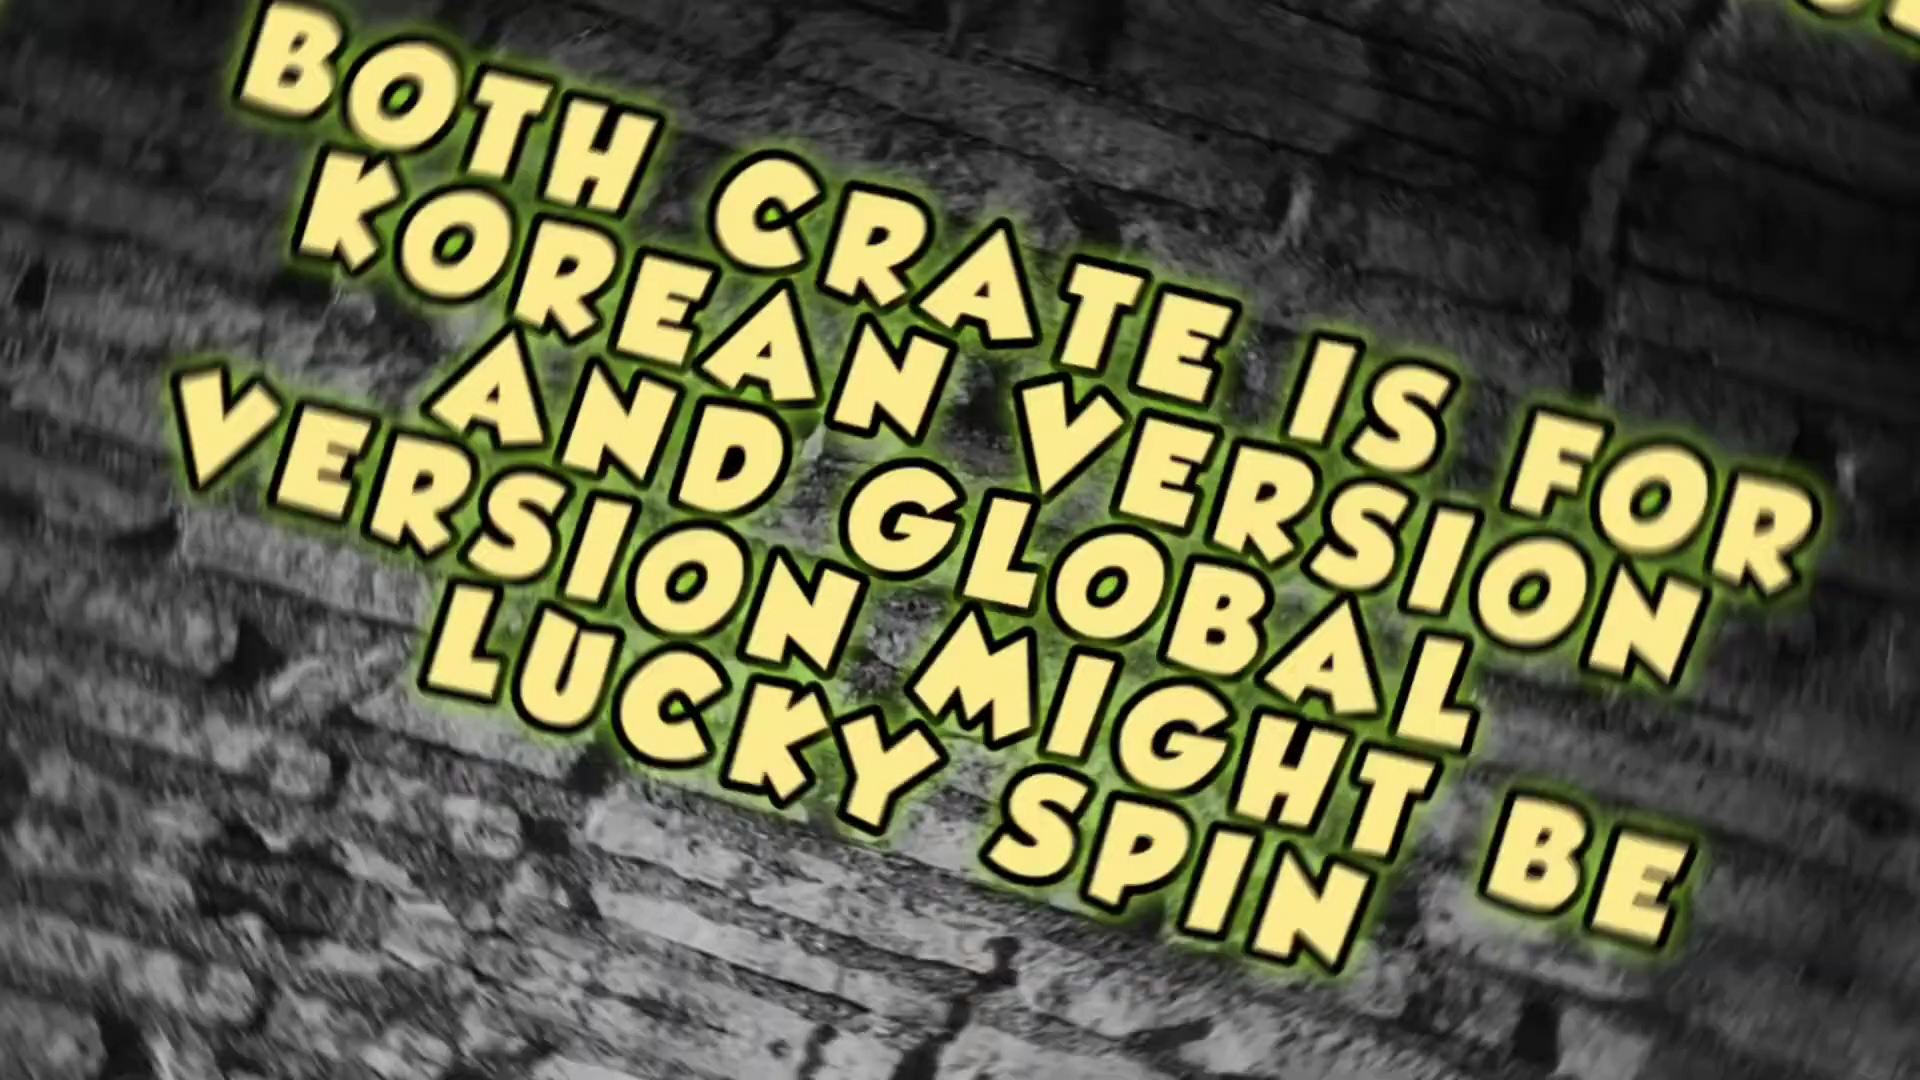 BOTH CRATE IS FOR
KOREAN VERSION
AND GLOBAL
VERSION MIGHT BE
LUCKY SPIN